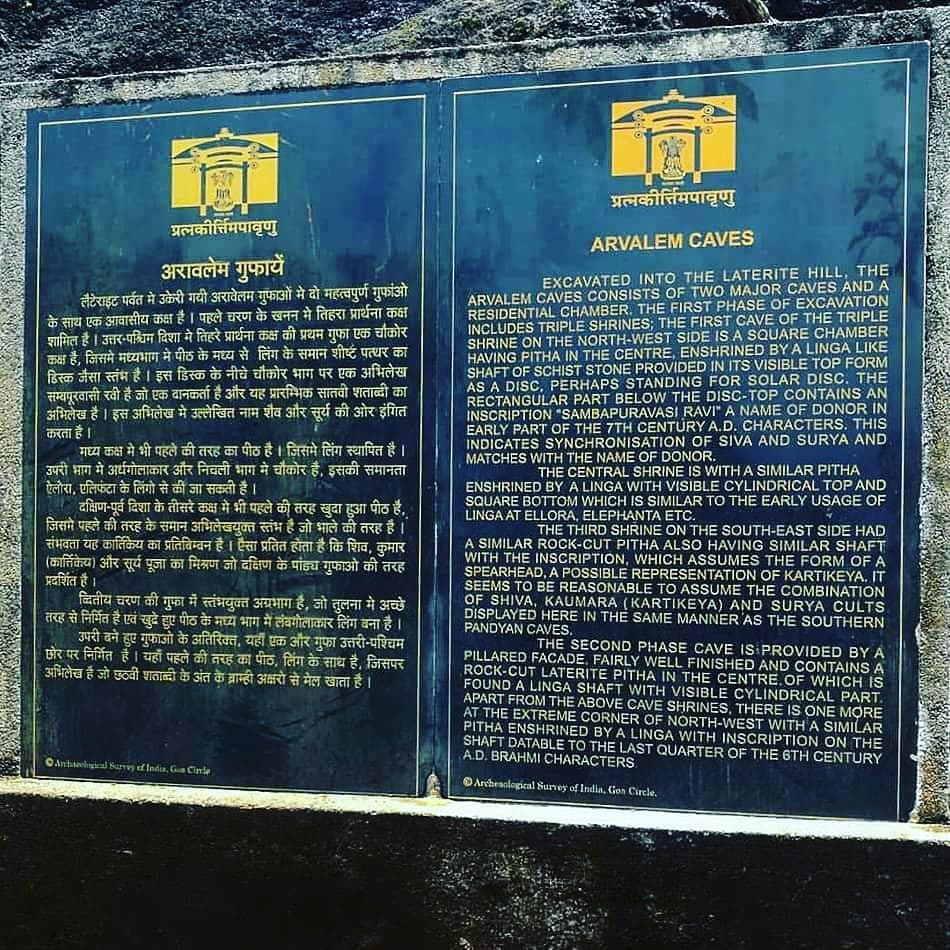 प्रत्नकीर्त्तिमपावृणु
अरावलेम गुफायें
लैटेराइट पर्वत मे उकेरी गयी अरावेलम गुफाओं मे दो महत्वपुर्ण गुफांओ
के साथ एक आवासीय कक्ष है । पहले चरण के खनन मे तिहरा प्रार्थना कक्ष
शामिल है । उत्तर-पश्चिम दिशा मे तिहरे प्रार्थना कक्ष की प्रथम गुफा एक चौकोर
कक्ष है, जिसमे मध्यभाग मे पीठ के मध्य से लिंग के समान शीष्ट पत्थर का
डिस्क जैसा स्तंभ है । इस डिस्क के नीचे चौकोर भाग पर एक अभिलेख
सम्बपूरवासी रवी है जो एक दानकर्ता है और यह प्रारम्भिक सातवी शताब्दी का
अभिलेख है । इस अभिलेख मे उल्लेखित नाम शैव और सूर्य की ओर इंगित
करता है ।
मध्य कक्ष मे भी पहले की तरह का पीठ है । जिसमे लिंग स्थापित है ।
उपरी भाग मे अर्धगोलाकार और निचली भाग मे चौकोर है, इसकी समानता
ऐलोरा, एलिफंटा के लिंगो से की जा सकती है ।
दक्षिण-पूर्व दिशा के तीसरे कक्ष मे भी पहले की तरह खुदा हुआ पीठ है,
जिसमे पहले की तरह के समान अभिलेखयुक्त स्तंभ है जो भाले की तरह है ।
संभवता यह कार्तिकेय का प्रतिबिम्बन है । ऐसा प्रतित होता है कि शिव, कुमार
(कार्तिकेय) और सूर्य पूजा का मिश्रण जो दक्षिण के पांड्य गुफाओ की तरह
प्रदर्शित है ।
द्वितीय चरण की गुफा में स्तंभयुक्त अग्रभाग है, जो तुलना मे अच्छे
तरह से निर्मित है एवं खुदे हुए पीठ के मध्य भाग मे लंबगोलाकार लिंग बना है ।
उपरी बने हुए गुफाओ के अतिरिक्त, यहाँ एक और गुफा उत्तरी-पश्चिम
छोर पर निर्मित है । यहाँ पहले की तरह का पीठ, लिंग के साथ है, जिसपर
अभिलेख है जो छठवी शताब्दी के अंत के ब्राम्ही अक्षरो से मेल खाता है ।
© Archaeological Survey of India, Goa Circle
प्रत्नकीर्त्तिमपावृणु
ARVALEM CAVES
EXCAVATED INTO THE LATERITE HILL, THE
ARVALEM CAVES CONSISTS OF TWO MAJOR CAVES AND A
RESIDENTIAL CHAMBER. THE FIRST PHASE OF EXCAVATION
INCLUDES TRIPLE SHRINES; THE FIRST CAVE OF THE TRIPLE
SHRINE ON THE NORTH-WEST SIDE IS A SQUARE CHAMBER
HAVING PITHA IN THE CENTRE, ENSHRINED BY A LINGA LIKE
SHAFT OF SCHIST STONE PROVIDED IN ITS VISIBLE TOP FORM
AS A DISC, PERHAPS STANDING FOR SOLAR DISC. THE
RECTANGULAR PART BELOW THE DISC-TOP CONTAINS AN
INSCRIPTION "SAMBAPURAVASI RAVI" A NAME OF DONOR IN
EARLY PART OF THE 7TH CENTURY A.D. CHARACTERS. THIS
INDICATES SYNCHRONISATION OF SIVA AND SURYA AND
MATCHES WITH THE NAME OF DONOR.
THE CENTRAL SHRINE IS WITH A SIMILAR PITHA
ENSHRINED BY A LINGA WITH VISIBLE CYLINDRICAL TOP AND
SQUARE BOTTOM WHICH IS SIMILAR TO THE EARLY USAGE OF
LINGA AT ELLORA, ELEPHANTA ETC.
THE THIRD SHRINE ON THE SOUTH-EAST SIDE HAD
A SIMILAR ROCK-CUT PITHA ALSO HAVING SIMILAR SHAFT
WITH THE INSCRIPTION, WHICH ASSUMES THE FORM OF A
SPEARHEAD, A POSSIBLE REPRESENTATION OF KARTIKEYA. IT
SEEMS TO BE REASONABLE TO ASSUME THE COMBINATION
OF SHIVA, KAUMARA (KARTIKEYA) AND SURYA CULTS
DISPLAYED HERE IN THE SAME MANNER AS THE SOUTHERN
PANDYAN CAVES.
THE SECOND PHASE CAVE IS PROVIDED BY A
PILLARED FACADE, FAIRLY WELL FINISHED AND CONTAINS A
ROCK-CUT LATERITE PITHA IN THE CENTRE OF WHICH IS
FOUND A LINGA SHAFT WITH VISIBLE CYLINDRICAL PART.
APART FROM THE ABOVE CAVE SHRINES, THERE IS ONE MORE
AT THE EXTREME CORNER OF NORTH-WEST WITH A SIMILAR
PITHA ENSHRINED BY A LINGA WITH INSCRIPTION ON THE
SHAFT DATABLE TO THE LAST QUARTER OF THE 6TH CENTURY
A.D. BRAHMI CHARACTERS.
© Archesological Survey of India, Goa Circle.